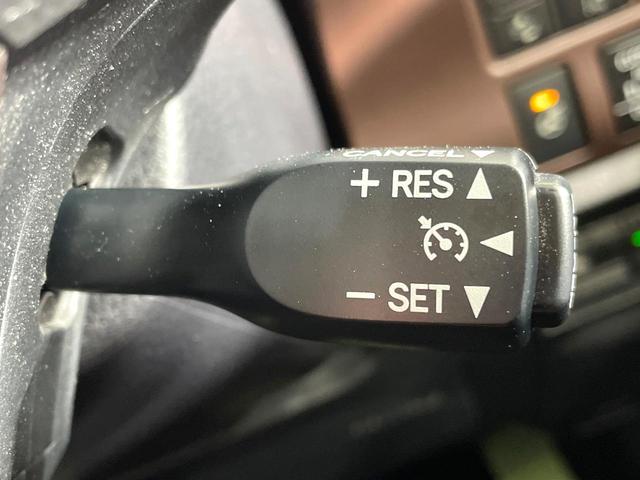 CANCEL
+ RES
– SET